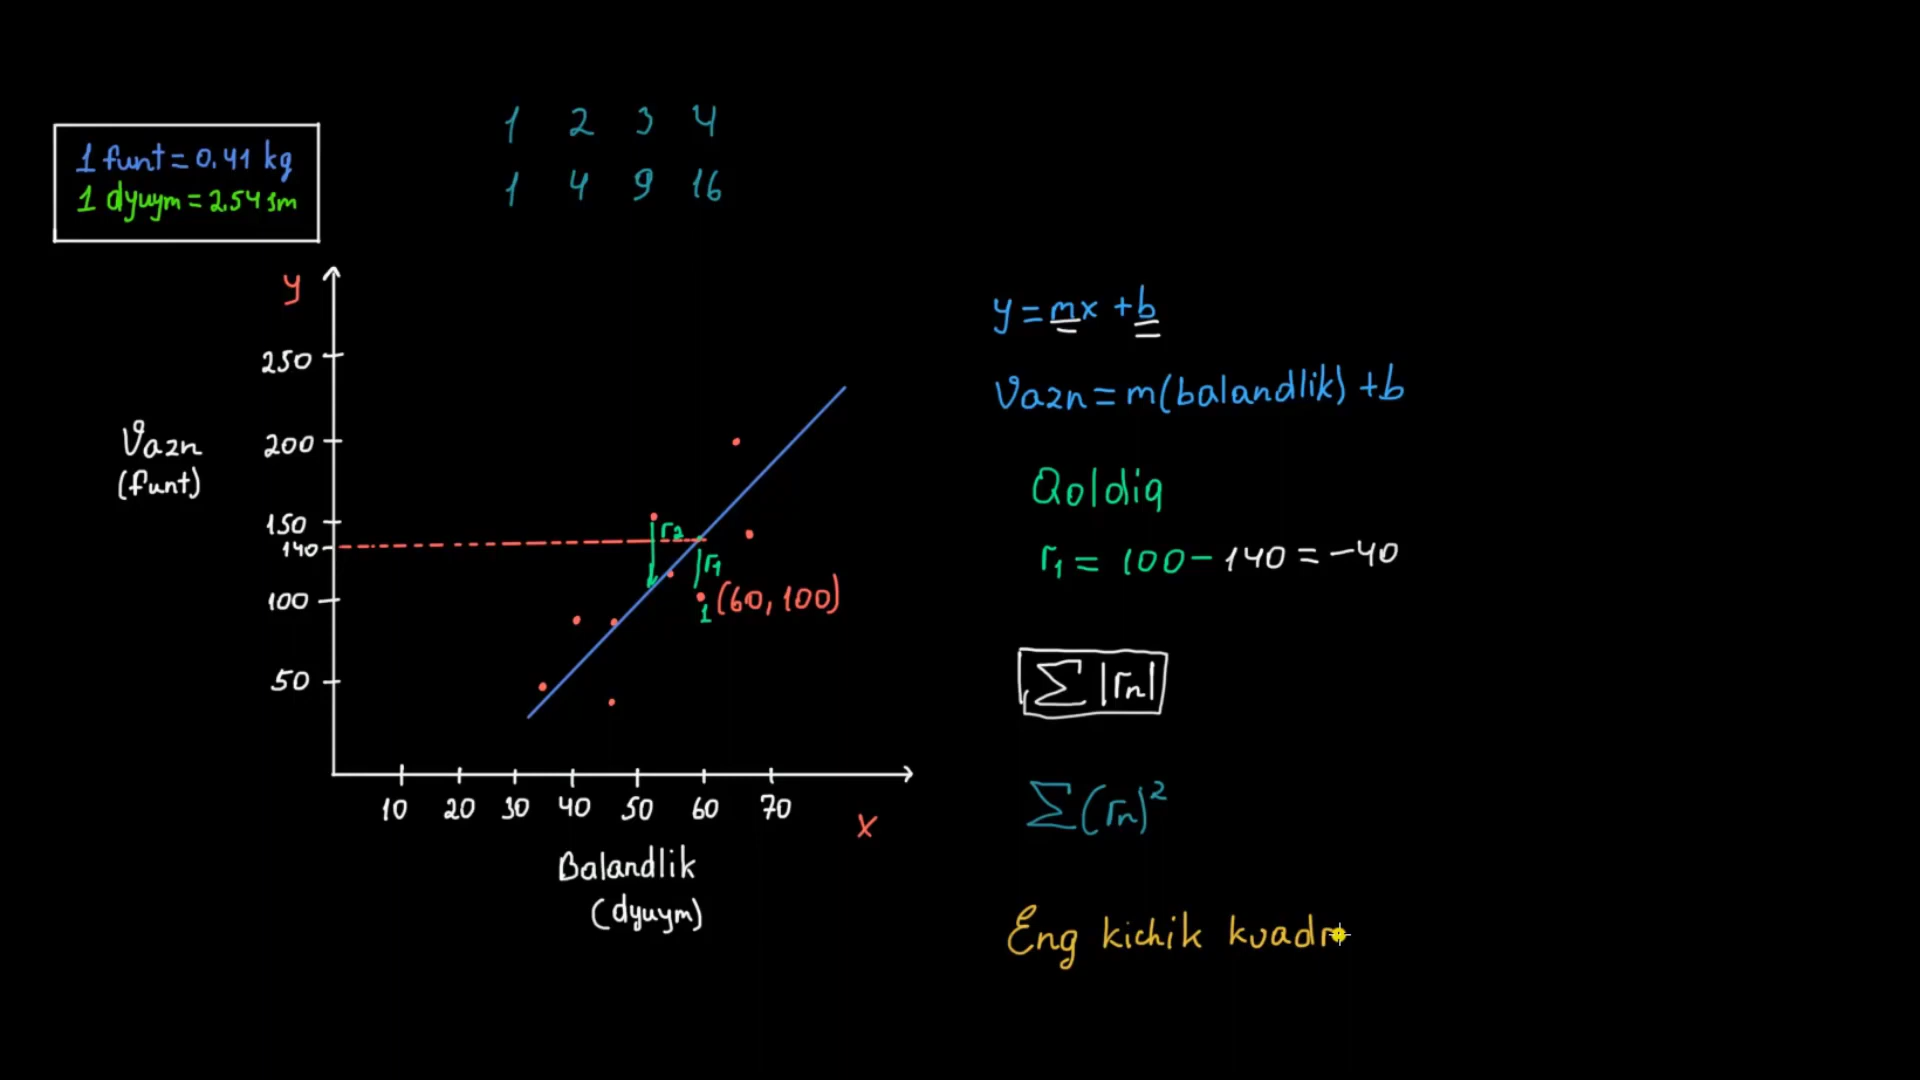 1 funt = 0.41 kg
1 dyuym = 2.54 sm
1 2 3 4
1 4 9 16
y
250
200
150
140
100
50
Vazn
(funt)
r2
r1
1
(60, 100)
10 20 30 40 50 60 70
x
Balandlik
(dyuym)
y = mx + b
Vazn = m(balandlik) + b
Qoldiq
r1 = 100 - 140 = -40
Σ |rn|
Σ (rn)²
Eng kichik kvadr